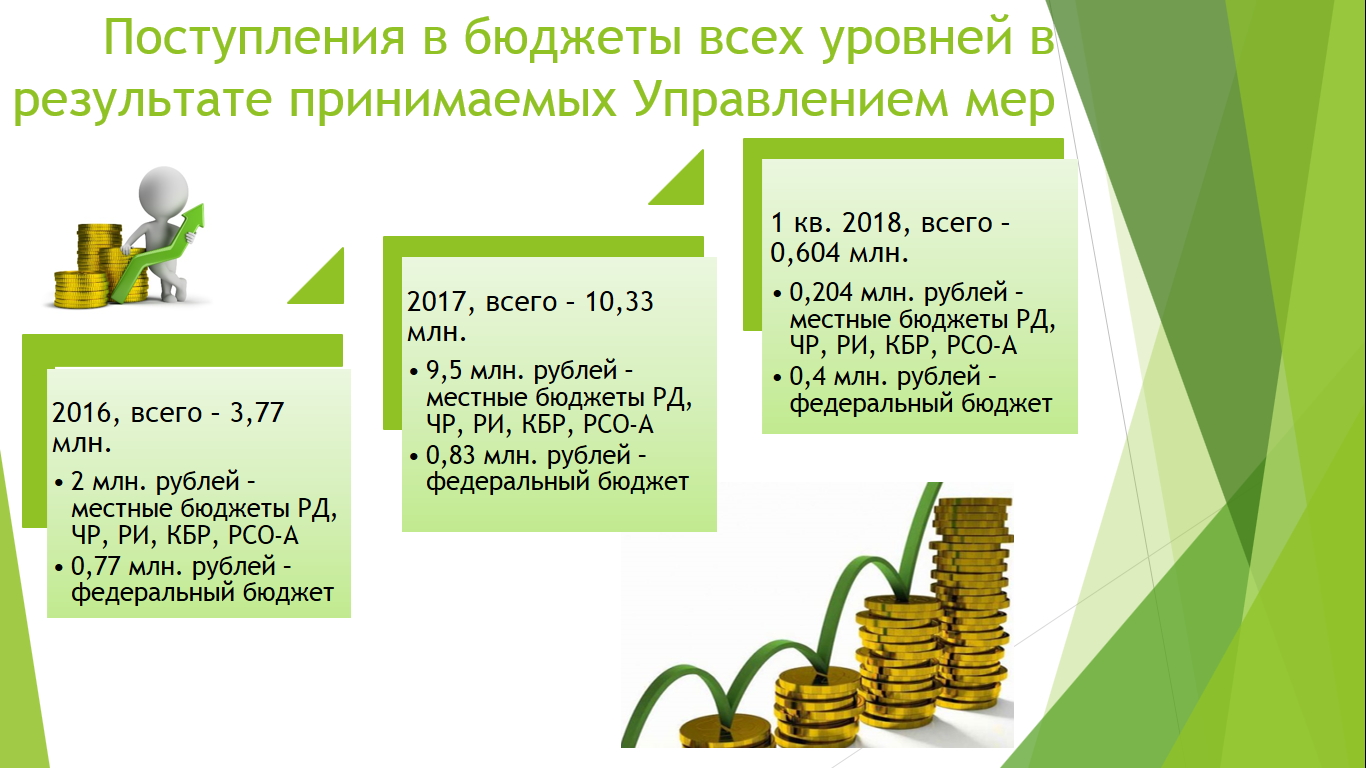 Поступления в бюджеты всех уровней в
результате принимаемых Управлением мер
2016, всего – 3,77
млн.
• 2 млн. рублей –
местные бюджеты РД,
ЧР, РИ, КБР, РСО-А
• 0,77 млн. рублей –
федеральный бюджет
2017, всего – 10,33
млн.
• 9,5 млн. рублей –
местные бюджеты РД,
ЧР, РИ, КБР, РСО-А
• 0,83 млн. рублей –
федеральный бюджет
1 кв. 2018, всего –
0,604 млн.
• 0,204 млн. рублей –
местные бюджеты РД,
ЧР, РИ, КБР, РСО-А
• 0,4 млн. рублей –
федеральный бюджет